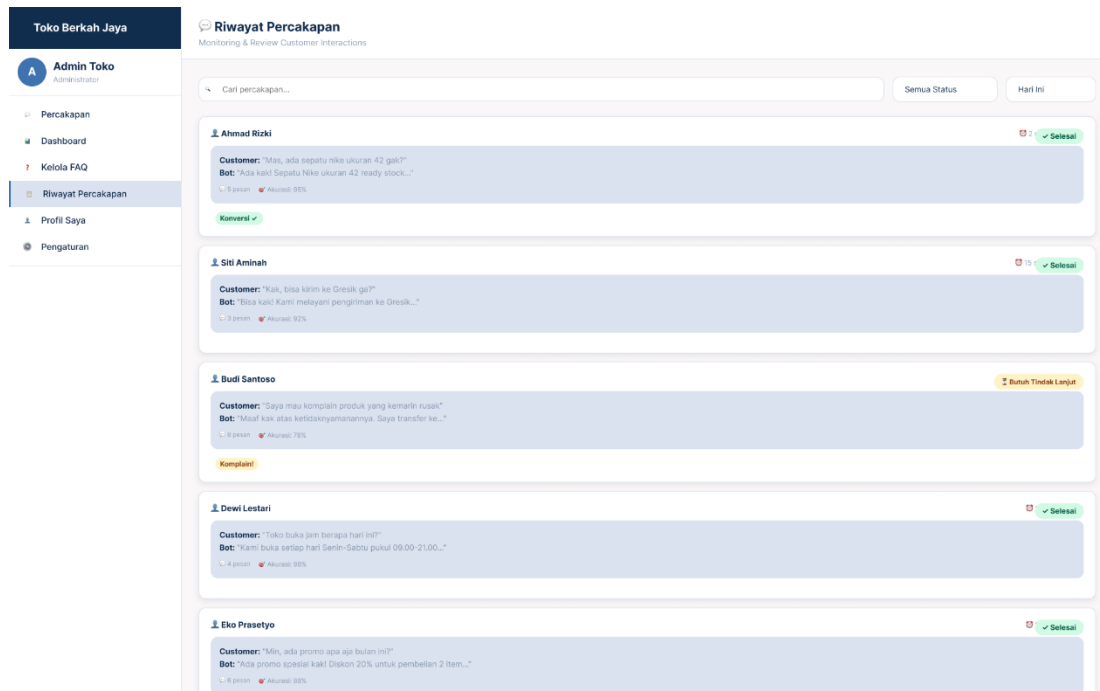 Toko Berkah Jaya
A
Admin Toko
Administrator
Percakapan
Dashboard
Kelola FAQ
Riwayat Percakapan
Profil Saya
Pengaturan
Riwayat Percakapan
Monitoring & Review Customer Interactions
Cari percakapan...
Semua Status
Hari Ini
Ahmad Rizki
2
✓ Selesai
Customer: "Mas, ada sepatu nike ukuran 42 gak?"
Bot: "Ada kak! Sepatu Nike ukuran 42 ready stock..."
5 pesan Akurasi: 95%
Konversi ✓
Siti Aminah
15
✓ Selesai
Customer: "Kak, bisa kirim ke Gresik ga?"
Bot: "Bisa kak! Kami melayani pengiriman ke Gresik..."
3 pesan Akurasi: 92%
Budi Santoso
Butuh Tindak Lanjut
Customer: "Saya mau komplain produk yang kemarin rusak"
Bot: "Maaf kak atas ketidaknyamanannya. Saya transfer ke..."
pesan Akurasi: 78%
Komplain!
Dewi Lestari
✓ Selesai
Customer: "Toko buka jam berapa hari ini?"
Bot: "Kami buka setiap hari Senin-Sabtu pukul 09.00-21.00..."
4 pesan Akurasi: 98%
Eko Prasetyo
✓ Selesai
Customer: "Min, ada promo apa aja bulan ini?"
Bot: "Ada promo spesial kak! Diskon 20% untuk pembelian 2 item..."
6 pesan Akurasi: